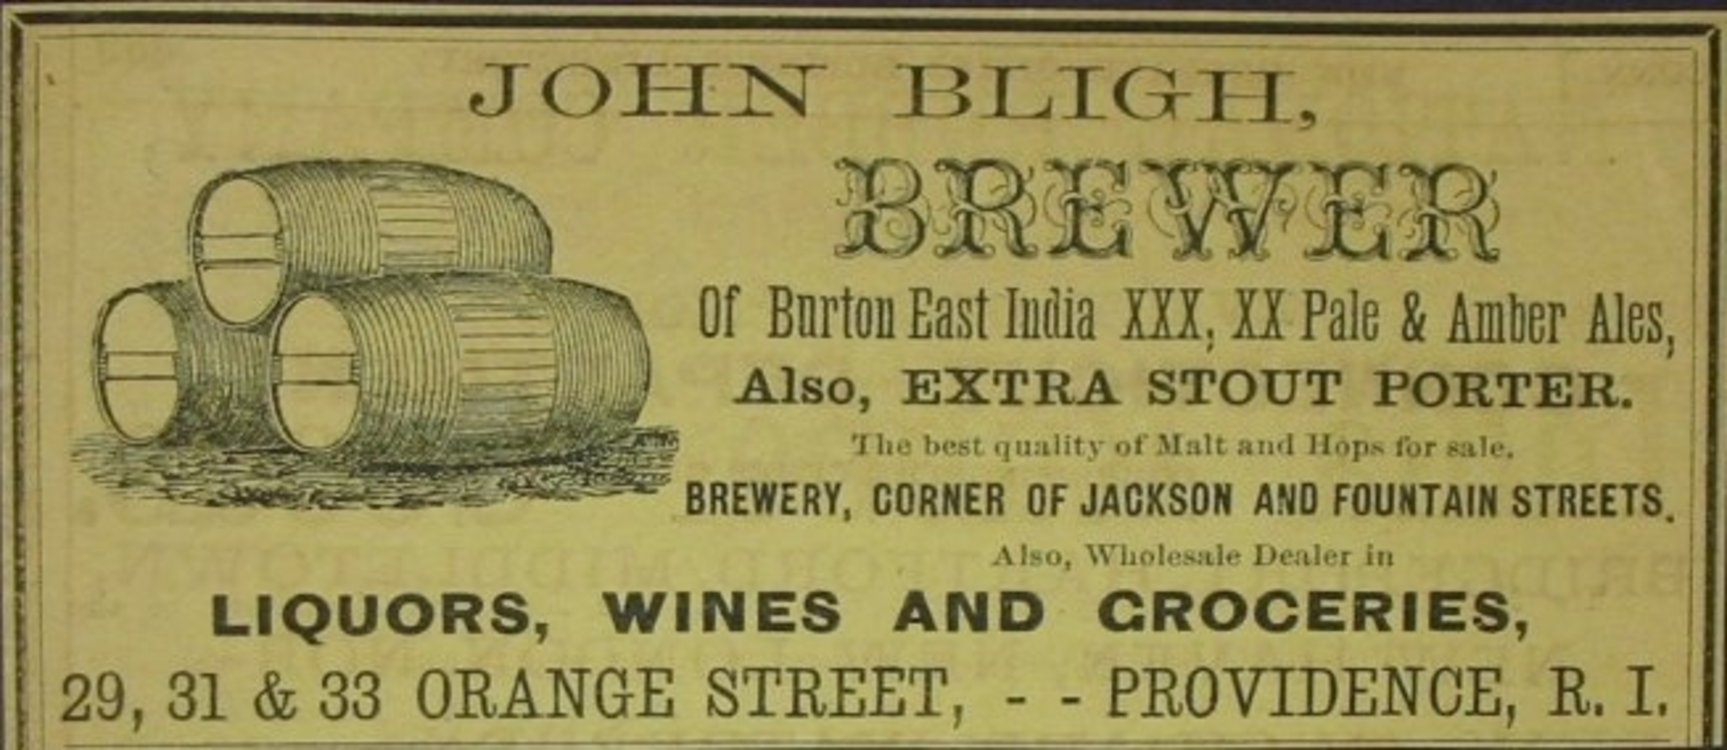 JOHN BLIGH,
BREWER
Of Burton East India XXX, XX Pale & Amber Ales,
Also, EXTRA STOUT PORTER.
The best quality of Malt and Hops for sale.
BREWERY, CORNER OF JACKSON AND FOUNTAIN STREETS.
Also, Wholesale Dealer in
LIQUORS, WINES AND GROCERIES,
29, 31 & 33 ORANGE STREET, - - PROVIDENCE, R. I.